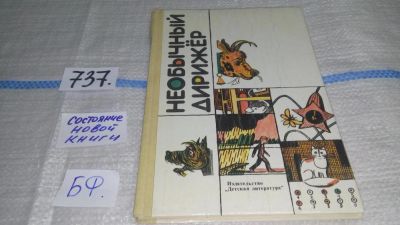 737.
СОСТОЯНИЕ
НОВОЙ
КНИГИ
БФ.
НЕОБЫЧНЫЙ
ДИРИЖЁР
Издательство
„Детская литература"